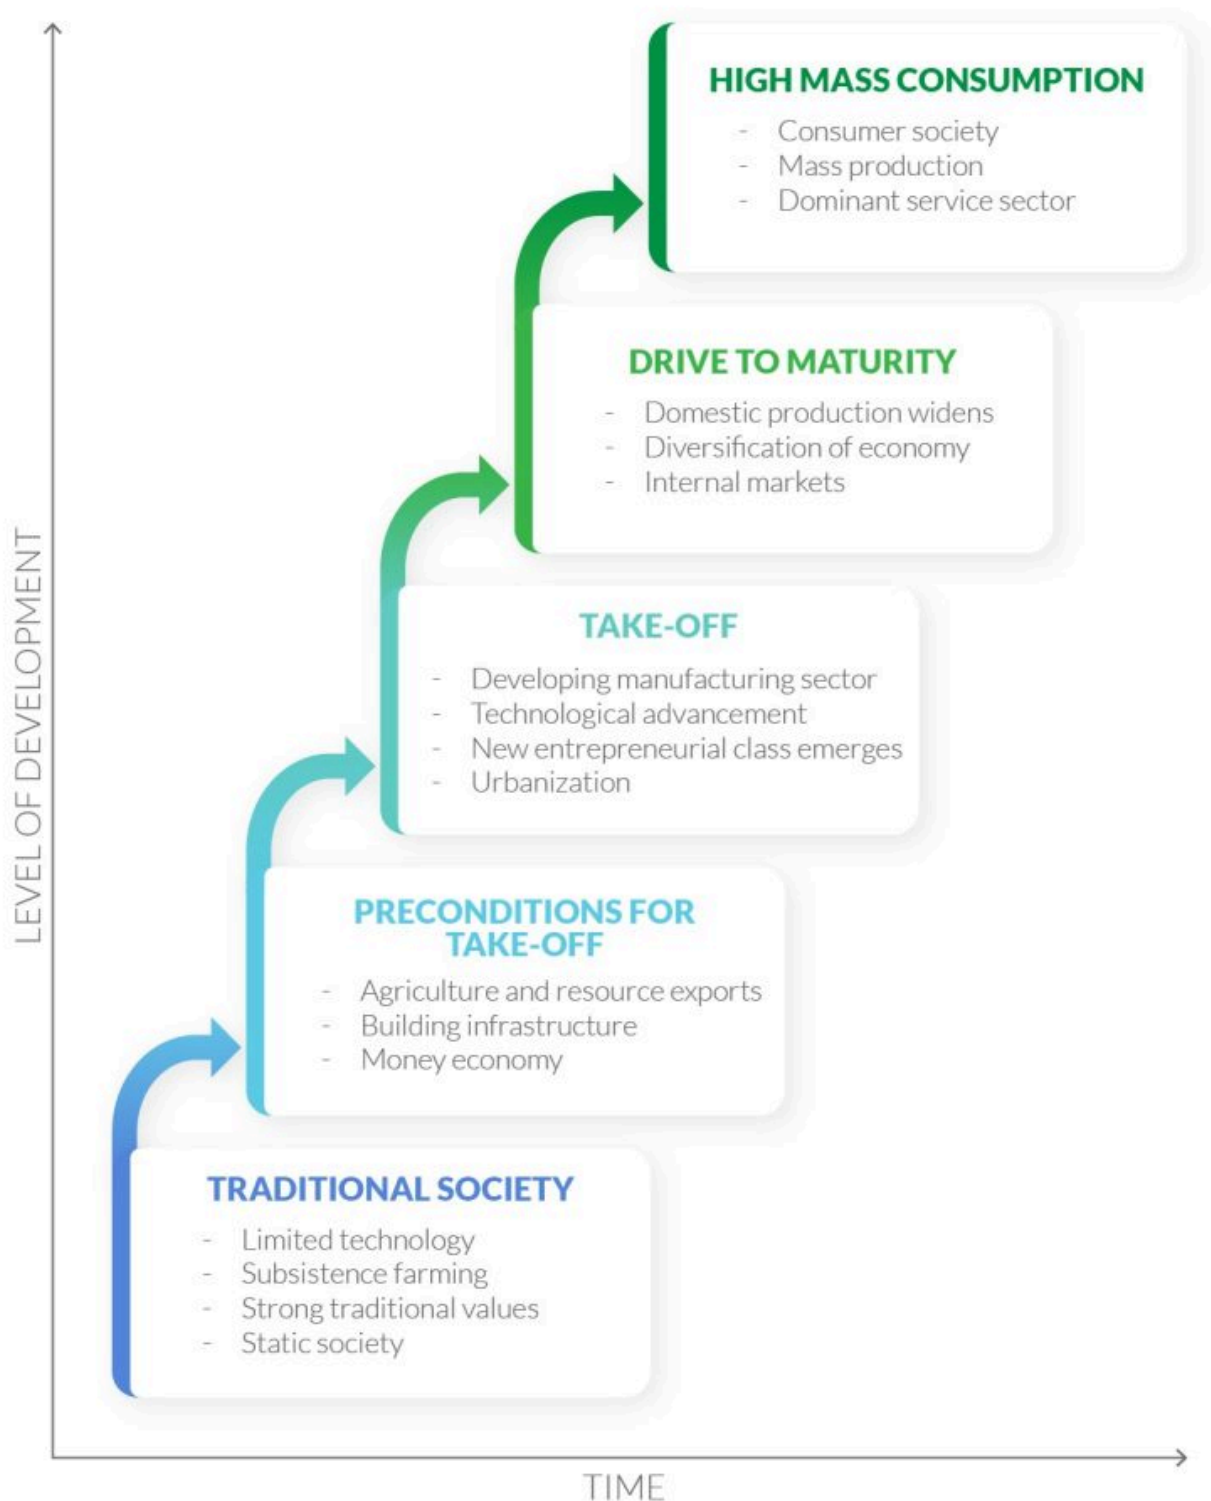 HIGH MASS CONSUMPTION
- Consumer society
- Mass production
- Dominant service sector
DRIVE TO MATURITY
- Domestic production widens
- Diversification of economy
- Internal markets
TAKE-OFF
- Developing manufacturing sector
- Technological advancement
- New entrepreneurial class emerges
- Urbanization
PRECONDITIONS FOR
TAKE-OFF
- Agriculture and resource exports
- Building infrastructure
- Money economy
TRADITIONAL SOCIETY
- Limited technology
- Subsistence farming
- Strong traditional values
- Static society
LEVEL OF DEVELOPMENT
TIME